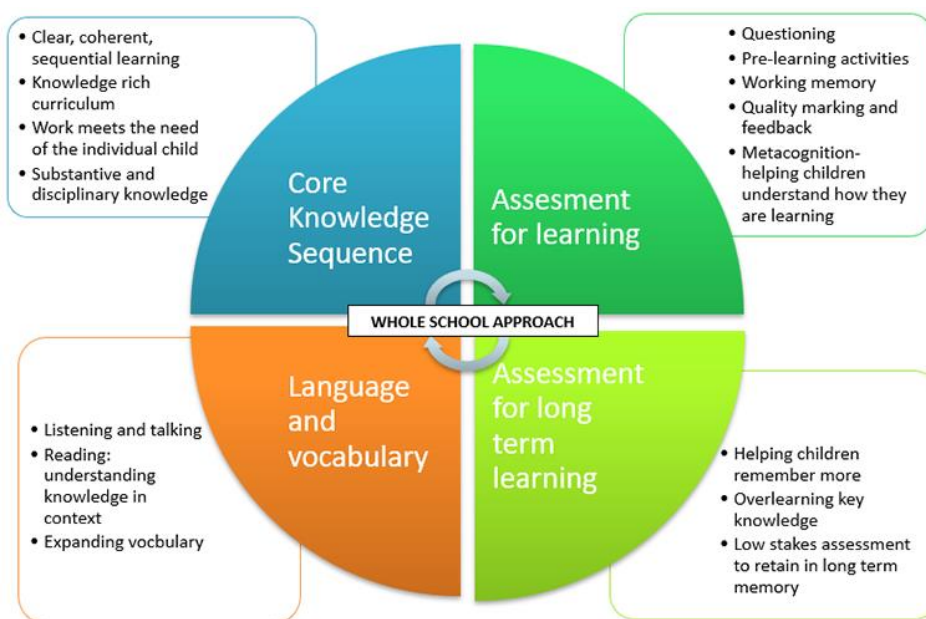 • Clear, coherent,
sequential learning
• Knowledge rich
curriculum
• Work meets the need
of the individual child
• Substantive and
disciplinary knowledge
Core
Knowledge
Sequence
Assesment
for learning
• Questioning
• Pre-learning activities
• Working memory
• Quality marking and
feedback
• Metacognition-
helping children
understand how they
are learning
WHOLE SCHOOL APPROACH
• Listening and talking
• Reading:
understanding
knowledge in
context
• Expanding vocbulary
Language
and
vocabulary
Assessment
for long
term
learning
• Helping children
remember more
• Overlearning key
knowledge
• Low stakes assessment
to retain in long term
memory